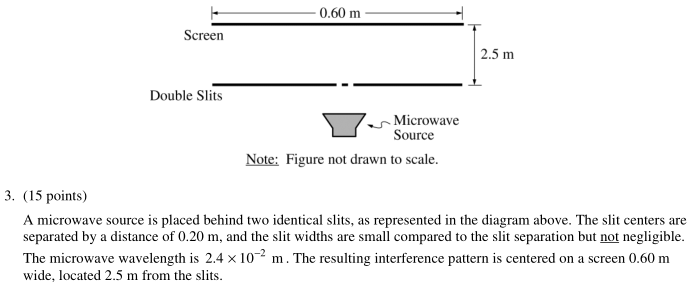 0.60 m
Screen
2.5 m
Double Slits
Microwave
Source
Note: Figure not drawn to scale.
3. (15 points)
A microwave source is placed behind two identical slits, as represented in the diagram above. The slit centers are
separated by a distance of 0.20 m, and the slit widths are small compared to the slit separation but not negligible.
The microwave wavelength is 2.4 × 10⁻² m. The resulting interference pattern is centered on a screen 0.60 m
wide, located 2.5 m from the slits.